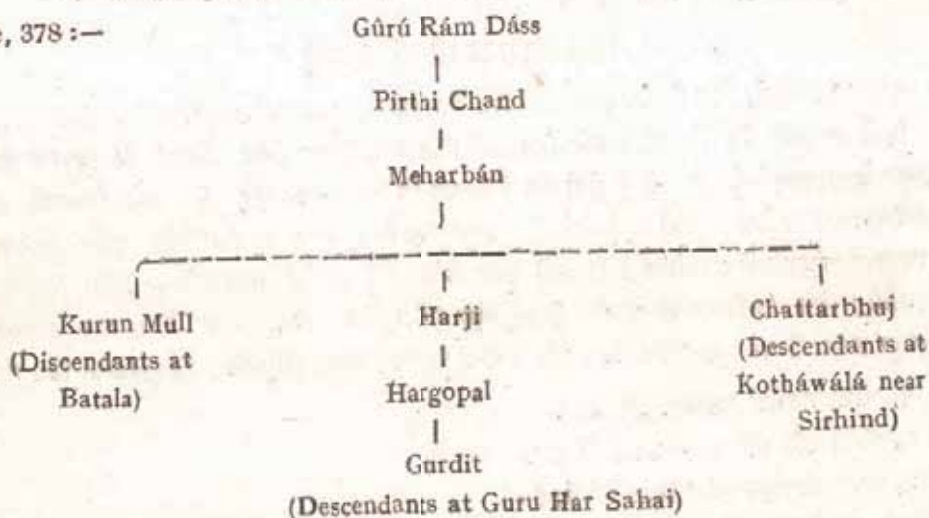 Gûrú Rám Dáss
, 378 :—
Pirthi Chand
Meharbán
Kurun Mull
(Discendants at
Batala)
Harji
Hargopal
Gurdit
(Descendants at Guru Har Sahai)
Chattarbhuj
(Descendants at
Kotháwálá near
Sirhind)